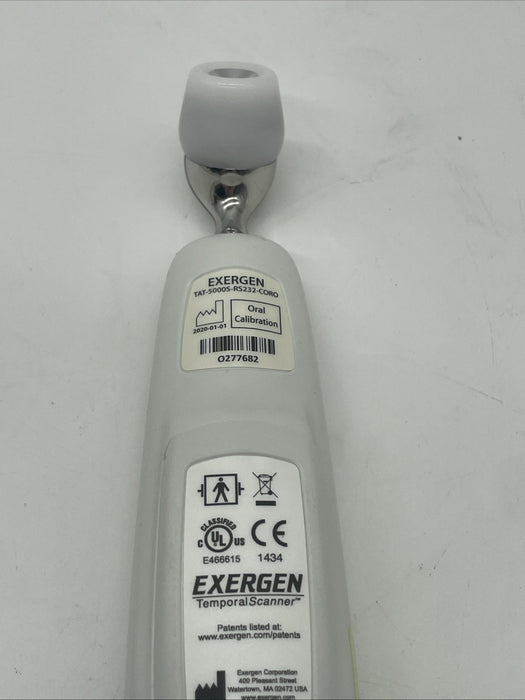 EXERGEN
TAT-5000S-RS232-CORO
2020-01-01
Oral
Calibration
O277682
CLASSIFIED
C UL US CE
E466615 1434
EXERGEN
TemporalScanner™
Patents listed at:
www.exergen.com/patents
Exergen Corporation
400 Pleasant Street
Watertown, MA 02472 USA
www.exergen.com